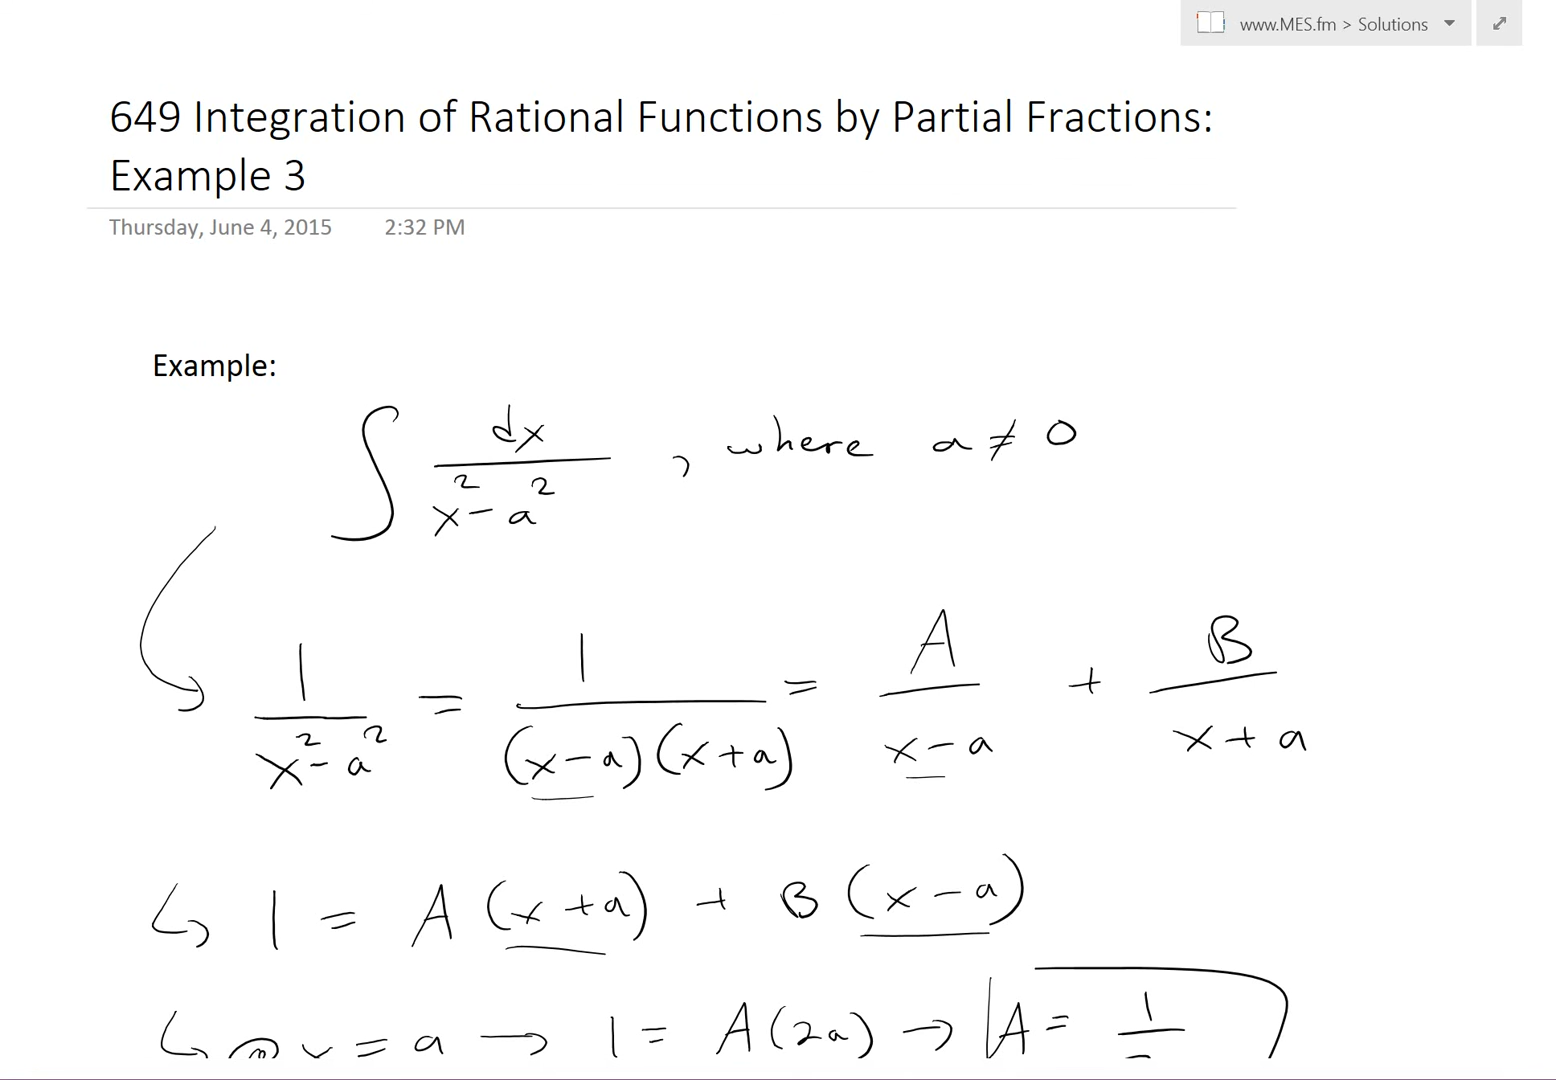 www.MES.fm > Solutions
649 Integration of Rational Functions by Partial Fractions:
Example 3
Thursday, June 4, 2015 2:32 PM
Example:
∫ dx / (x² - a²) , where a ≠ 0
1 / (x² - a²) = 1 / ((x - a)(x + a)) = A / (x - a) + B / (x + a)
↳ 1 = A (x + a) + B (x - a)
↳ @ x = a → 1 = A(2a) → A = 1